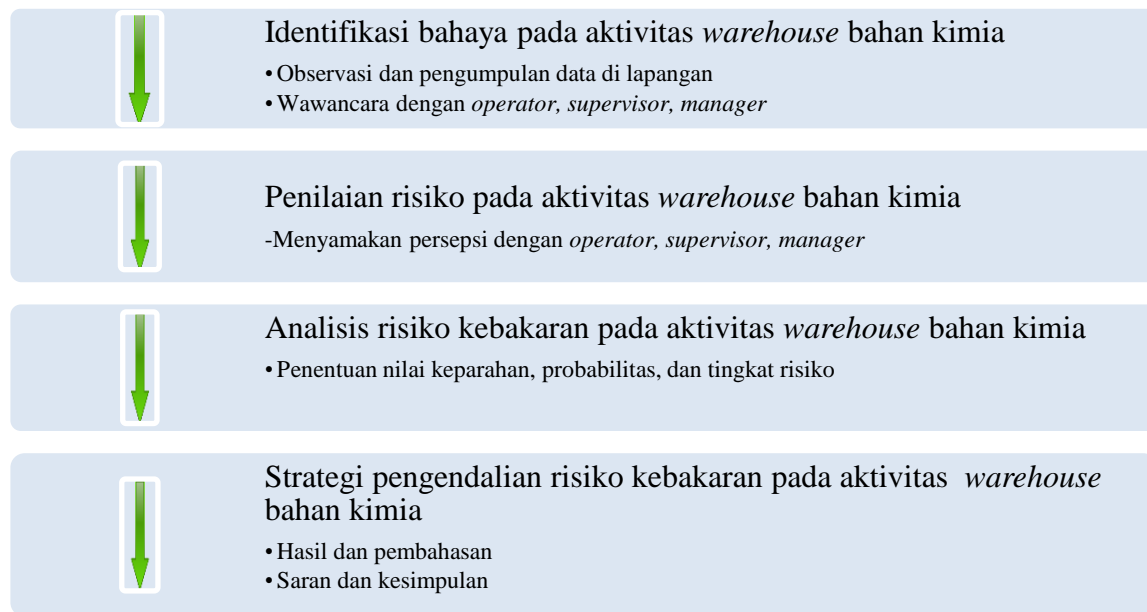 Identifikasi bahaya pada aktivitas warehouse bahan kimia
• Observasi dan pengumpulan data di lapangan
• Wawancara dengan operator, supervisor, manager
Penilaian risiko pada aktivitas warehouse bahan kimia
-Menyamakan persepsi dengan operator, supervisor, manager
Analisis risiko kebakaran pada aktivitas warehouse bahan kimia
• Penentuan nilai keparahan, probabilitas, dan tingkat risiko
Strategi pengendalian risiko kebakaran pada aktivitas warehouse
bahan kimia
• Hasil dan pembahasan
• Saran dan kesimpulan